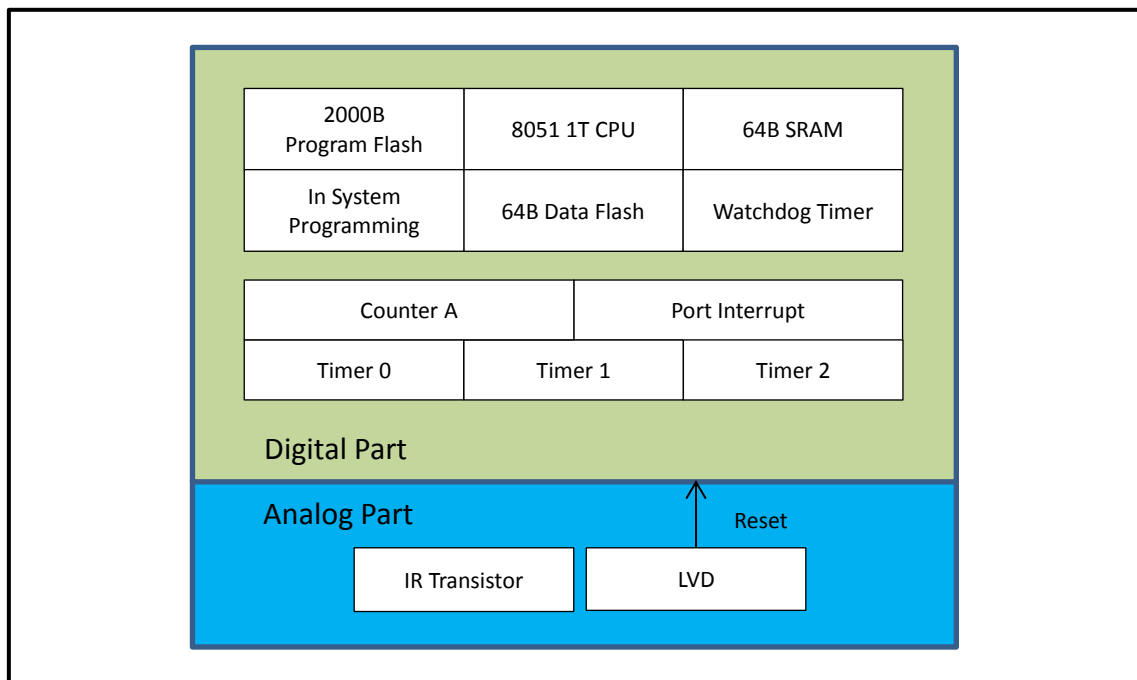 2000B
Program Flash
8051 1T CPU
64B SRAM
In System
Programming
64B Data Flash
Watchdog Timer
Counter A
Port Interrupt
Timer 0
Timer 1
Timer 2
Digital Part
Analog Part
Reset
IR Transistor
LVD